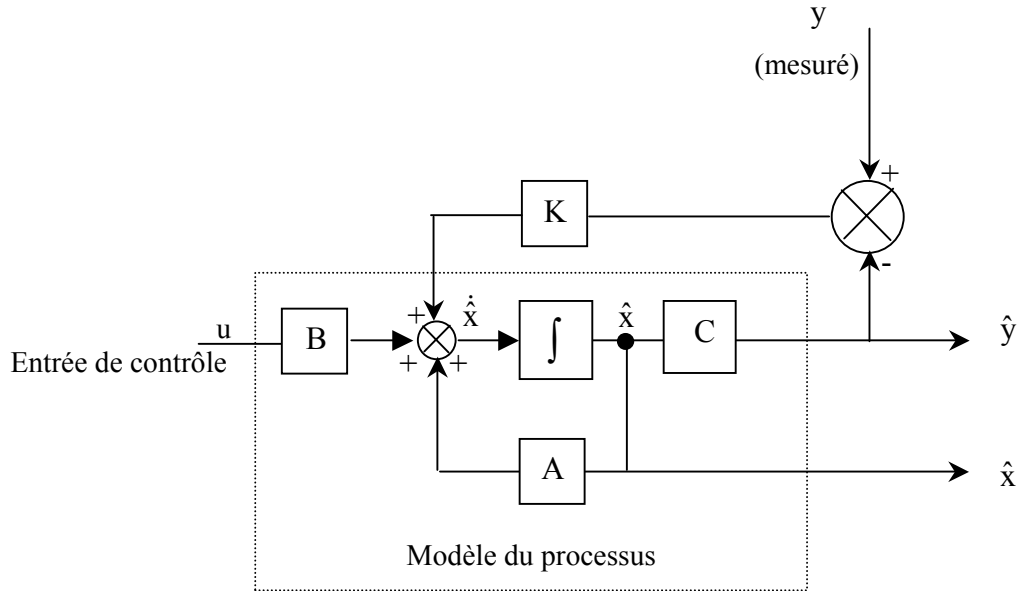 y
(mesuré)
+
K
-
+
u
B
+
+
x̂̇
∫
x̂
C
ŷ
Entrée de contrôle
A
x̂
Modèle du processus